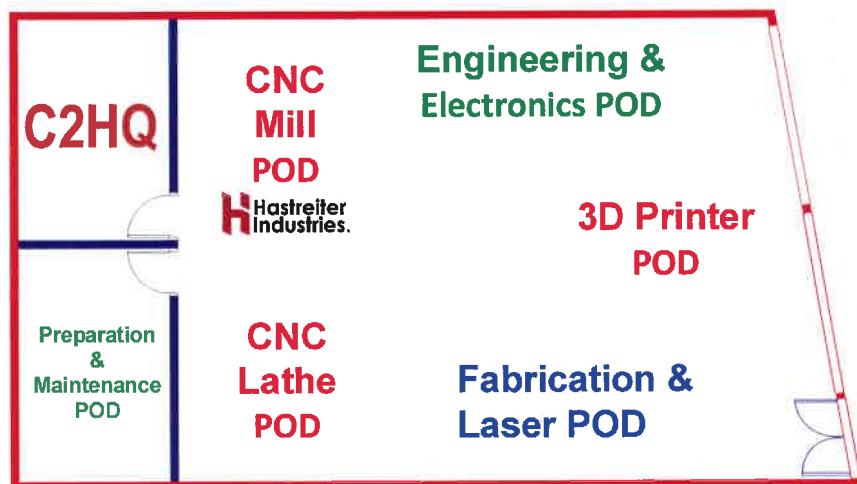 C2HQ
CNC
Mill
POD
Hastreiter
Industries.
Engineering &
Electronics POD
3D Printer
POD
Preparation
&
Maintenance
POD
CNC
Lathe
POD
Fabrication &
Laser POD